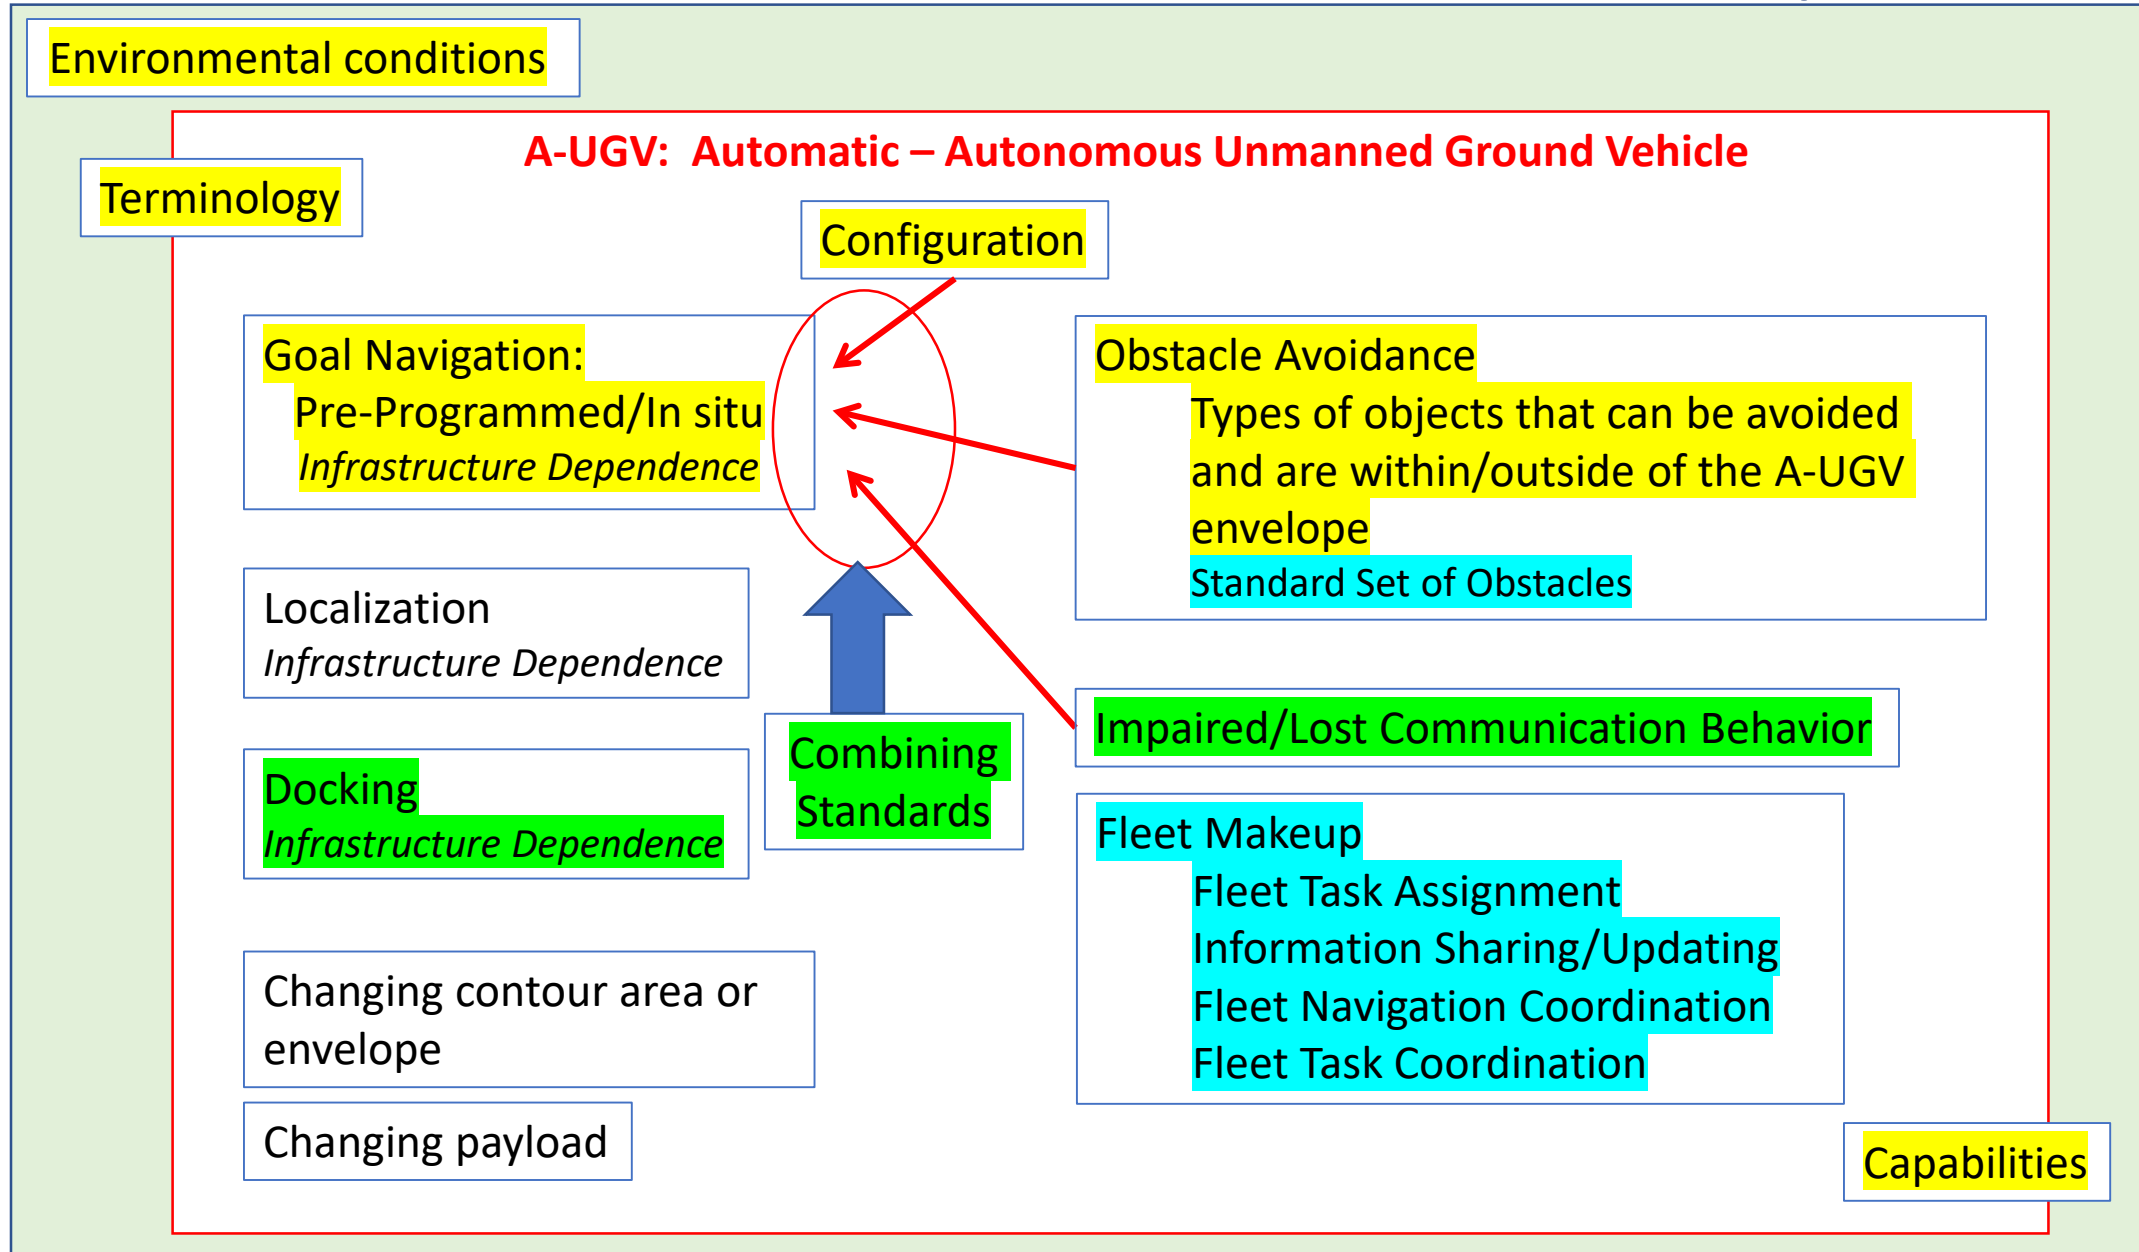 Environmental conditions
A-UGV: Automatic – Autonomous Unmanned Ground Vehicle
Terminology
Configuration
Goal Navigation:
Pre-Programmed/In situ
Infrastructure Dependence
Obstacle Avoidance
Types of objects that can be avoided
and are within/outside of the A-UGV
envelope
Standard Set of Obstacles
Localization
Infrastructure Dependence
Impaired/Lost Communication Behavior
Combining
Standards
Docking
Infrastructure Dependence
Fleet Makeup
Fleet Task Assignment
Information Sharing/Updating
Fleet Navigation Coordination
Fleet Task Coordination
Changing contour area or
envelope
Changing payload
Capabilities